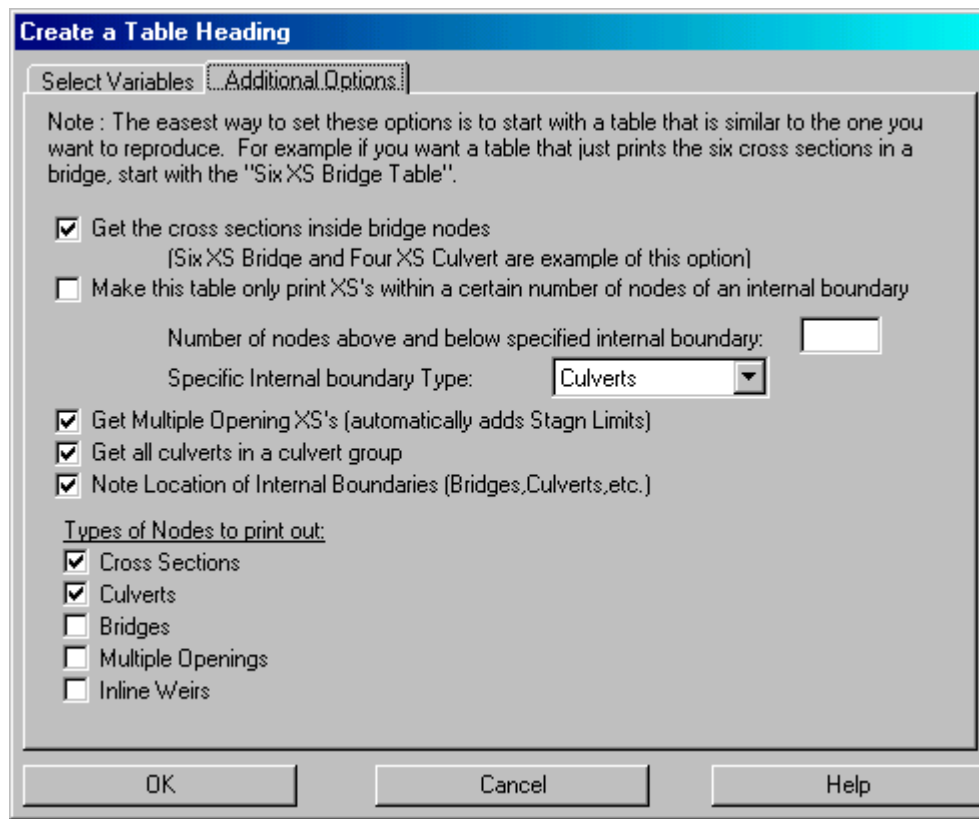 Create a Table Heading
Select Variables
Additional Options
Note : The easest way to set these options is to start with a table that is similar to the one you
want to reproduce. For example if you want a table that just prints the six cross sections in a
bridge, start with the "Six XS Bridge Table".
Get the cross sections inside bridge nodes
(Six XS Bridge and Four XS Culvert are example of this option)
Make this table only print XS's within a certain number of nodes of an internal boundary
Number of nodes above and below specified internal boundary:
Specific Internal boundary Type:
Culverts
Get Multiple Opening XS's (automatically adds Stagn Limits)
Get all culverts in a culvert group
Note Location of Internal Boundaries (Bridges,Culverts,etc.)
Types of Nodes to print out:
Cross Sections
Culverts
Bridges
Multiple Openings
Inline Weirs
OK
Cancel
Help